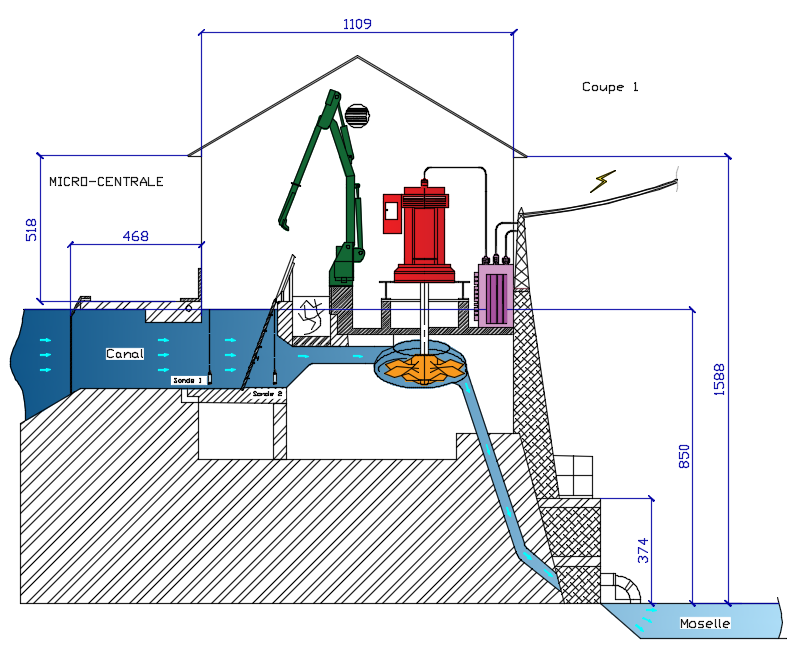 1109
Coupe 1
MICRO-CENTRALE
518
468
Canal
Sonde 1
Sonde 2
1588
850
374
Moselle